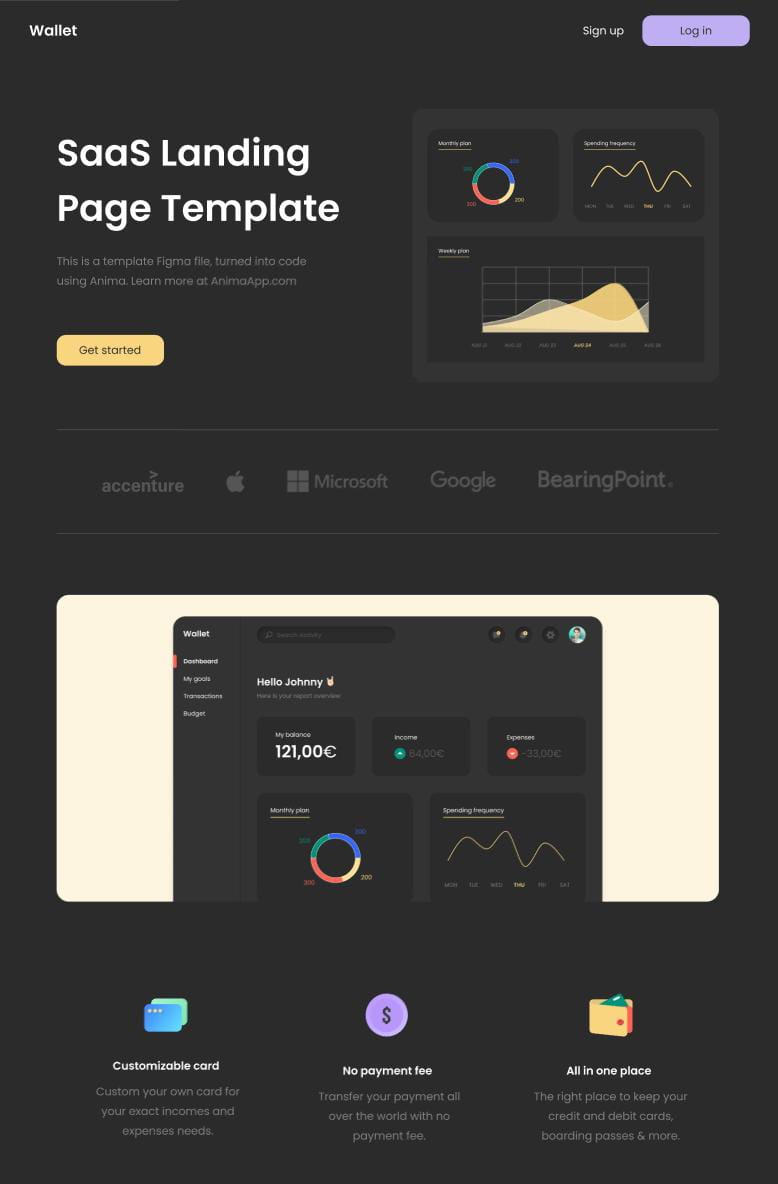 Wallet
Sign up
Log in
SaaS Landing
Page Template
This is a template Figma file, turned into code
using Anima. Learn more at AnimaApp.com
Get started
Monthly plan
200
200
300
Spending frequency
MON TUE WED THU FRI SAT
Weekly plan
AUG 22 AUG 23 AUG 24 AUG 25 AUG 26
accenture
Microsoft
Google
BearingPoint
Wallet
Search Activity
Dashboard
My goals
Transactions
Budget
Hello Johnny 🤘🏻
Here is your report overview
My balance
121,00€
Income
64,00€
Expenses
-33,00€
Monthly plan
200
300
200
Spending frequency
MON TUE WED THU FRI SAT
Customizable card
Custom your own card for
your exact incomes and
expenses needs.
$
No payment fee
Transfer your payment all
over the world with no
payment fee.
All in one place
The right place to keep your
credit and debit cards,
boarding passes & more.